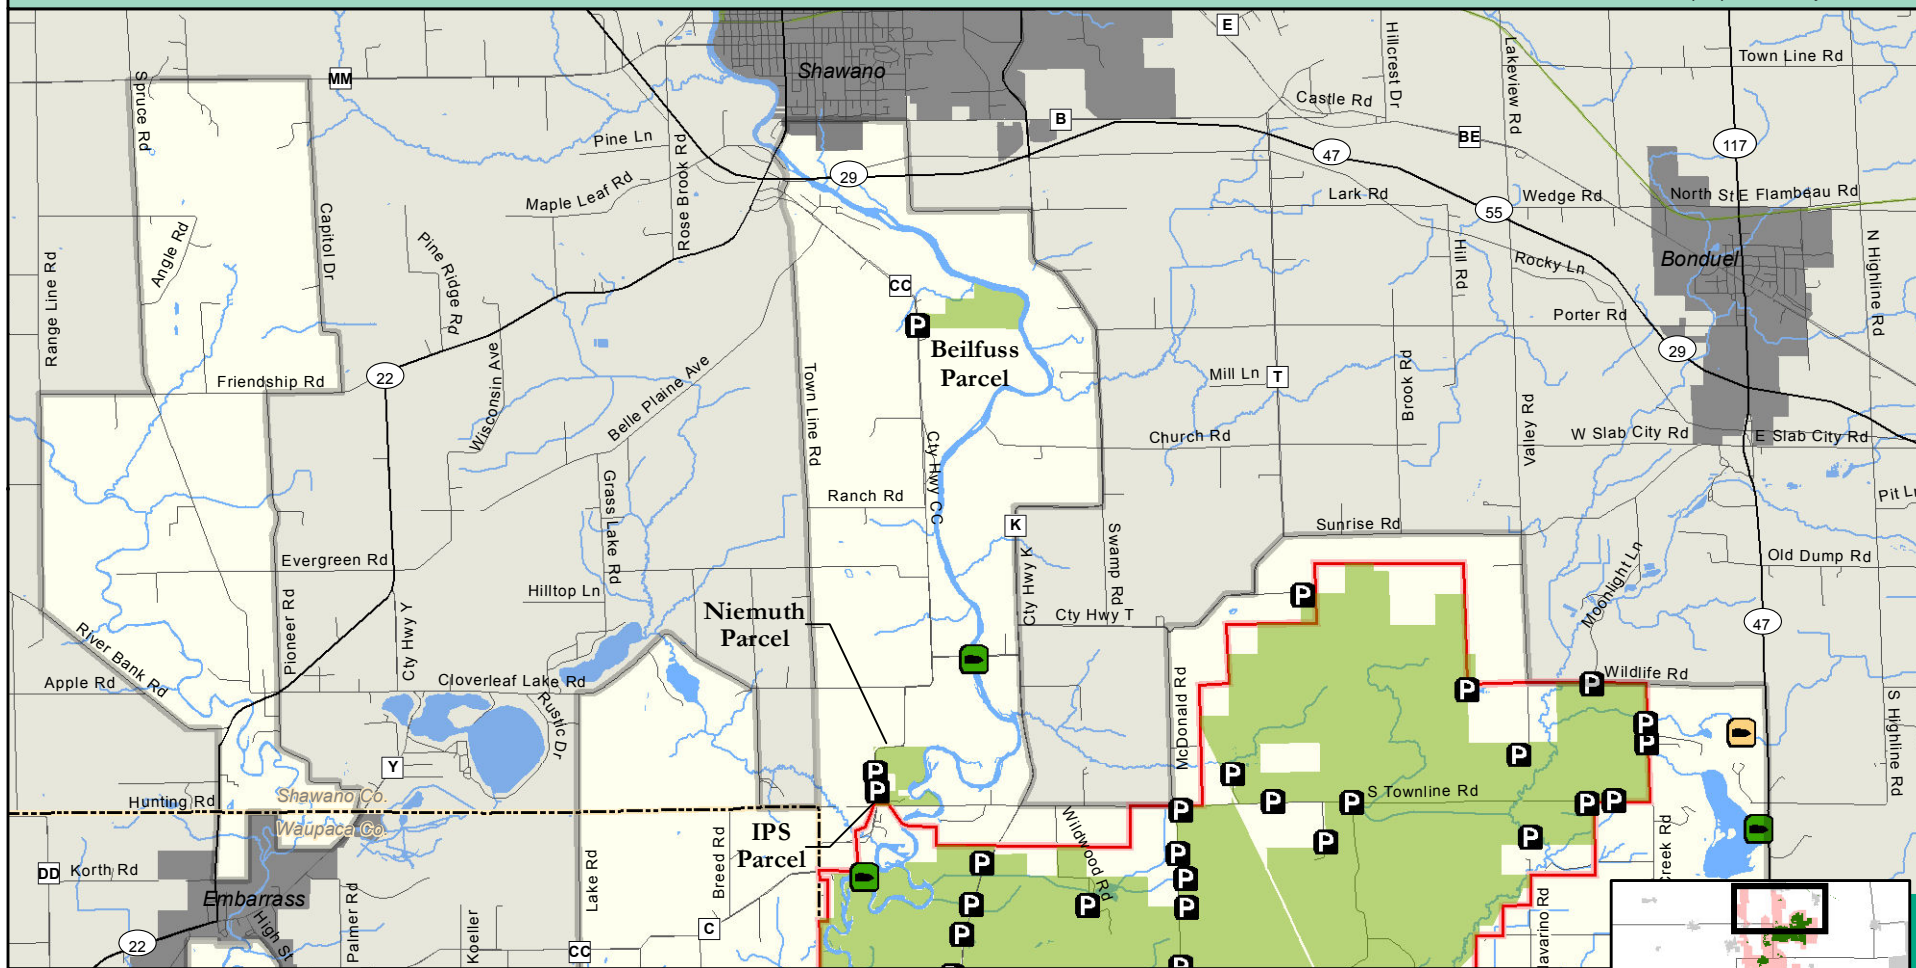 E
Town Line Rd
Shawano
MM
Spruce Rd
Hillcrest Dr
Lakeview Rd
Castle Rd
B
BE
117
Pine Ln
Rose Brook Rd
29
47
Maple Leaf Rd
Lark Rd
Wedge Rd
North St
E Flambeau Rd
55
Capitol Dr
Angle Rd
Pine Ridge Rd
Range Line Rd
Hill Rd
Rocky Ln
Bonduel
N Highline Rd
CC
P
Beilfuss
Parcel
Porter Rd
29
22
Friendship Rd
Wisconsin Ave
Belle Plaine Ave
Town Line Rd
Mill Ln
T
Brook Rd
Valley Rd
Church Rd
W Slab City Rd
E Slab City Rd
Cty Hwy CC
Grass Lake Rd
Ranch Rd
Pit Ln
K
Sunrise Rd
Swamp Rd
Cty Hwy K
Evergreen Rd
Old Dump Rd
Moonlight Ln
Hilltop Ln
Pioneer Rd
Cty Hwy Y
Niemuth
Parcel
P
Cty Hwy T
47
River Bank Rd
Apple Rd
Cloverleaf Lake Rd
Rustic Dr
McDonald Rd
Wildlife Rd
P
P
S Highline Rd
P
P
Y
P
P
P
P
Shawano Co.
Hunting Rd
P
P
P
S Townline Rd
P
P
P
Waupaca Co.
IPS
Parcel
Breed Rd
Wildwood Rd
P
P
P
P
Creek Rd
DD
Korth Rd
Embarrass
High St
Palmer Rd
Koeller
Lake Rd
P
P
P
P
C
22
CC
P
P
P